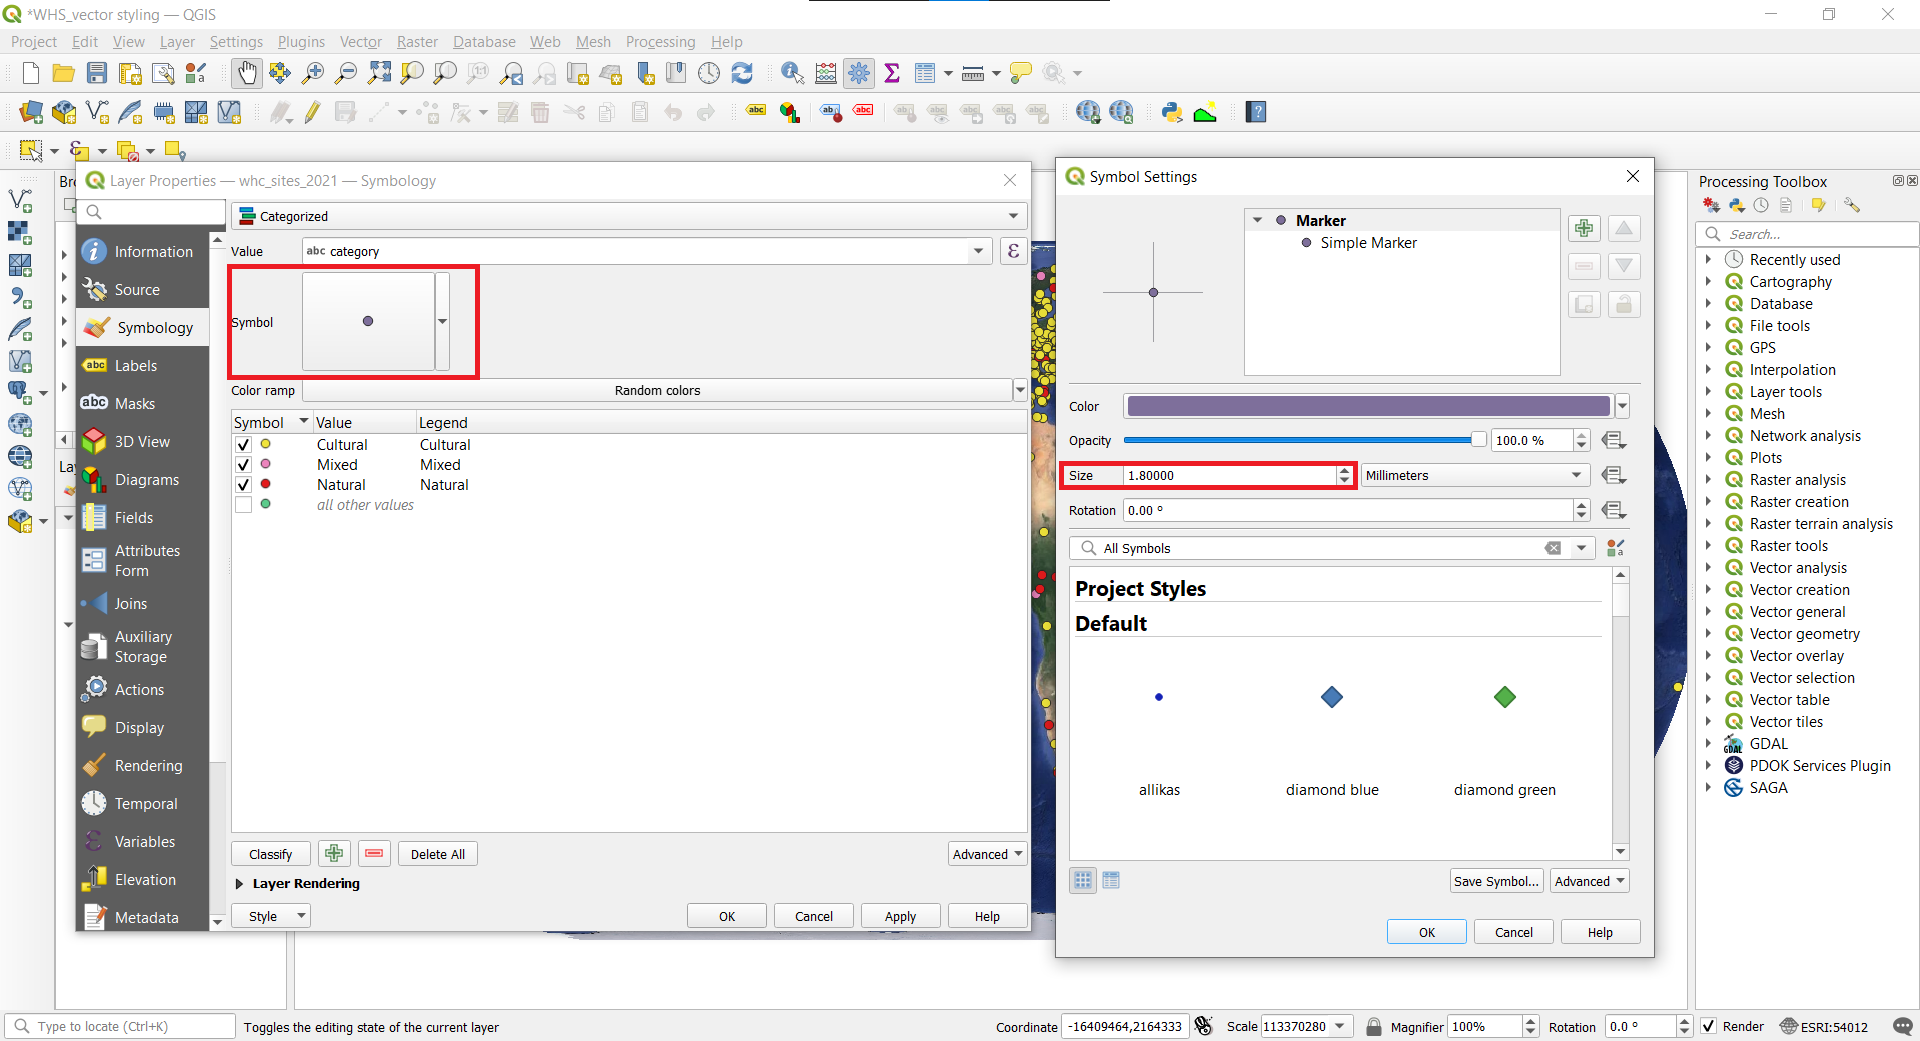 *WHS_vector styling — QGIS
Project Edit View Layer Settings Plugins Vector Raster Database Web Mesh Processing Help
Layer Properties — whc_sites_2021 — Symbology
Information
Source
Symbology
Labels
Masks
3D View
Diagrams
Fields
Attributes
Form
Joins
Auxiliary
Storage
Actions
Display
Rendering
Temporal
Variables
Elevation
Metadata
Categorized
Value abc category
Symbol
Color ramp Random colors
Symbol Value Legend
Cultural Cultural
Mixed Mixed
Natural Natural
all other values
Classify Delete All Advanced
Layer Rendering
Style OK Cancel Apply Help
Symbol Settings
Marker
Simple Marker
Color
Opacity 100.0 %
Size 1.80000 Millimeters
Rotation 0.00 °
All Symbols
Project Styles
Default
allikas diamond blue diamond green
Save Symbol... Advanced
OK Cancel Help
Processing Toolbox
Search...
Recently used
Cartography
Database
File tools
GPS
Interpolation
Layer tools
Mesh
Network analysis
Plots
Raster analysis
Raster creation
Raster terrain analysis
Raster tools
Vector analysis
Vector creation
Vector general
Vector geometry
Vector overlay
Vector selection
Vector table
Vector tiles
GDAL
PDOK Services Plugin
SAGA
Type to locate (Ctrl+K) Toggles the editing state of the current layer Coordinate -16409464,2164333 Scale 113370280 Magnifier 100% Rotation 0.0 ° Render ESRI:54012